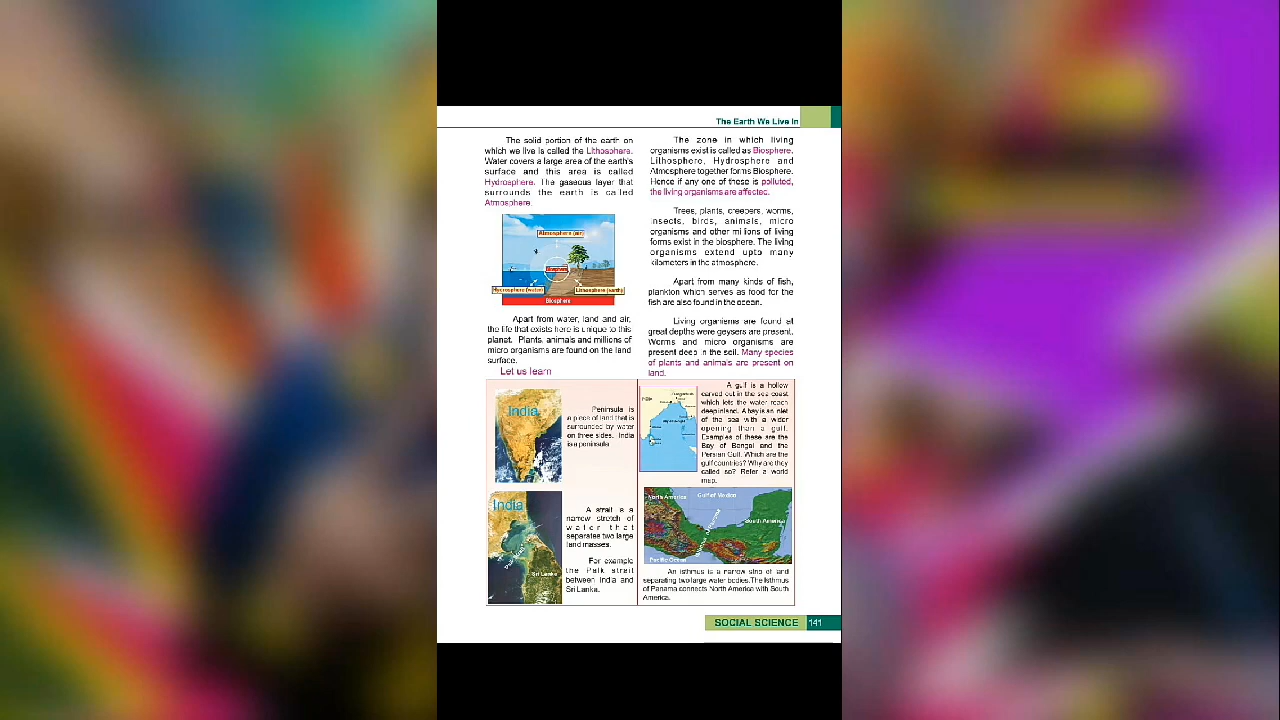 The Earth We Live In
The solid portion of the earth on
which we live is called the Lithosphere.
Water covers a large area of the earth's
surface and this area is called
Hydrosphere. The gaseous layer that
surrounds the earth is called
Atmosphere.
Atmosphere (air)
Biosphere
Hydrosphere (water)
Lithosphere (earth)
Biosphere
Apart from water, land and air,
the life that exists here is unique to this
planet. Plants, animals and millions of
micro organisms are found on the land
surface.
The zone in which living
organisms exist is called as Biosphere.
Lithosphere, Hydrosphere and
Atmosphere together forms Biosphere.
Hence if any one of these is polluted,
the living organisms are affected.
Trees, plants, creepers, worms,
insects, birds, animals, micro
organisms and other millions of living
forms exist in the biosphere. The living
organisms extend upto many
kilometers in the atmosphere.
Apart from many kinds of fish,
plankton which serves as food for the
fish are also found in the ocean.
Living organisms are found at
great depths were geysers are present.
Worms and micro organisms are
present deep in the soil. Many species
of plants and animals are present on
land.
Let us learn
India
Peninsula is
a piece of land that is
surrounded by water
on three sides. India
is a peninsula.
India
Sri Lanka
A strait is a
narrow stretch of
water that
separates two large
land masses.
For example
the Palk strait
between India and
Sri Lanka.
A gulf is a hollow
carved out in the sea coast
which lets the water reach
deep inland. A bay is an inlet
of the sea with a wider
opening than a gulf.
Examples of these are the
Bay of Bengal and the
Persian Gulf. Which are the
gulf countries? Why are they
called so? Refer a world
map.
North America
Gulf of Mexico
South America
Pacific Ocean
An isthmus is a narrow strip of land
separating two large water bodies.The Isthmus
of Panama connects North America with South
America.
SOCIAL SCIENCE 141